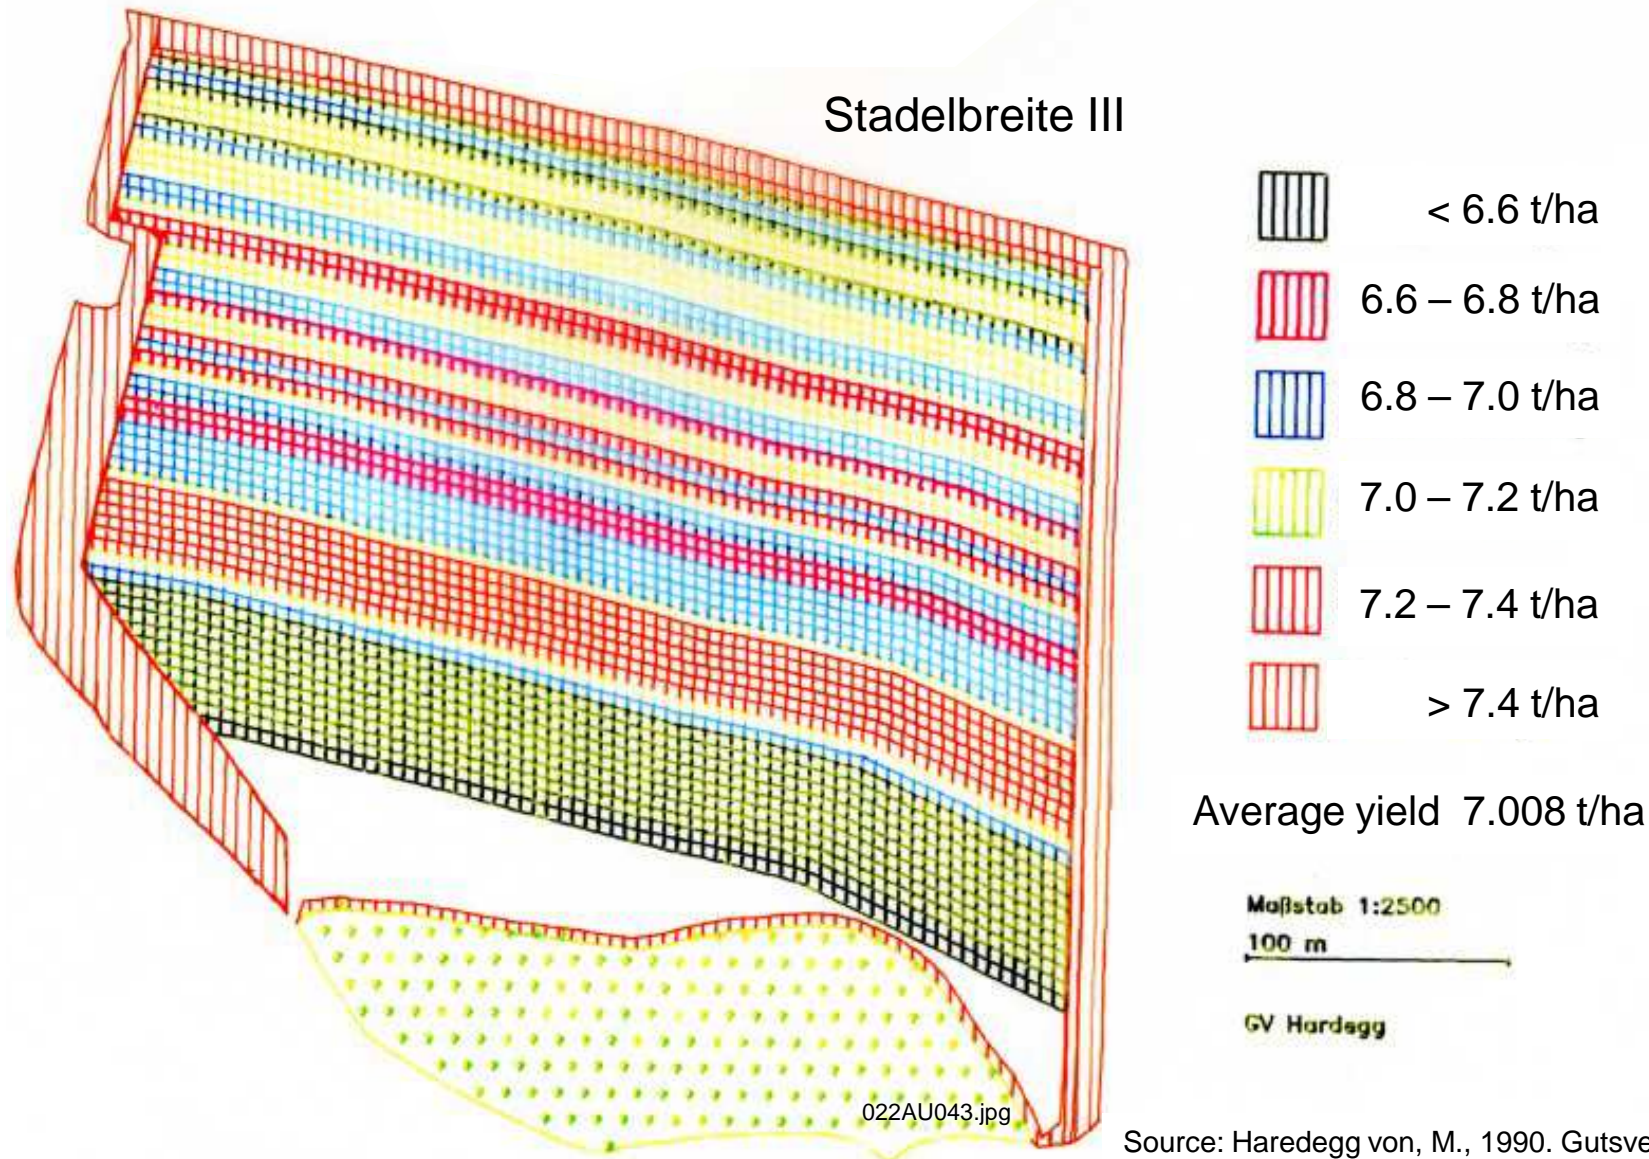 Stadelbreite III
< 6.6 t/ha
6.6 – 6.8 t/ha
6.8 – 7.0 t/ha
7.0 – 7.2 t/ha
7.2 – 7.4 t/ha
> 7.4 t/ha
Average yield 7.008 t/ha
Maßstab 1:2500
100 m
GV Hardegg
022AU043.jpg
Source: Haredegg von, M., 1990. Gutsve